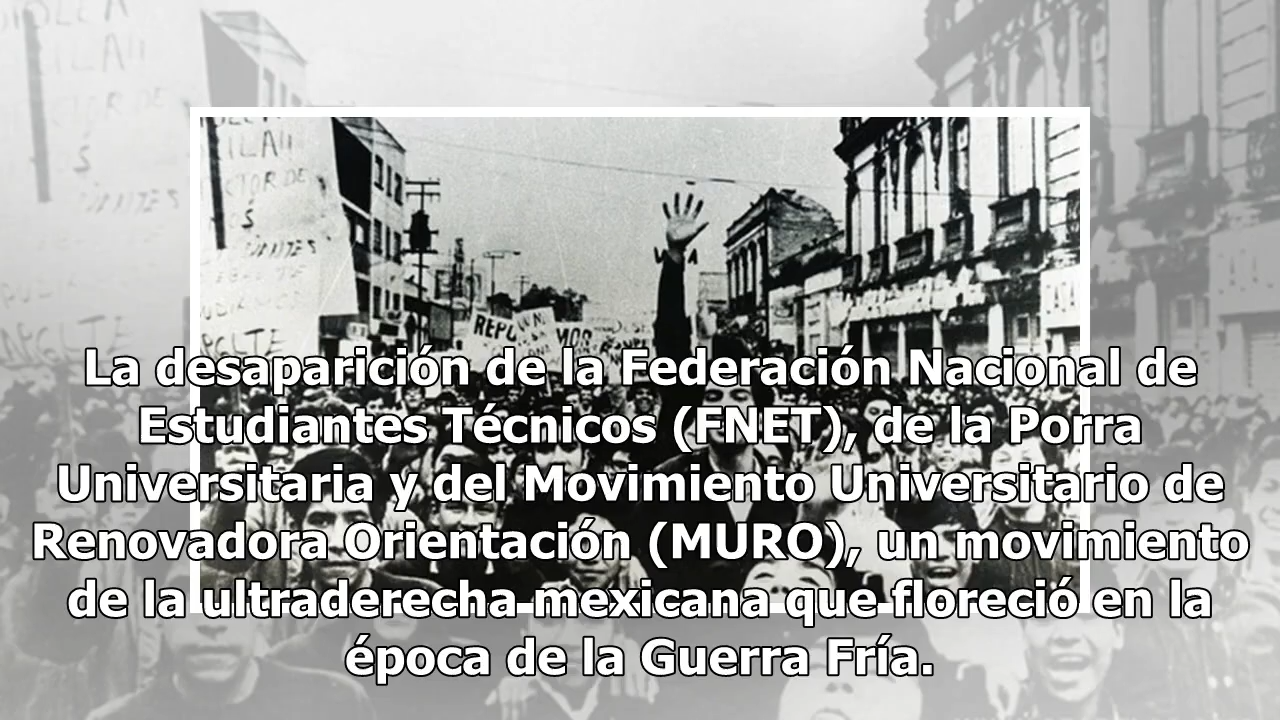 La desaparición de la Federación Nacional de
Estudiantes Técnicos (FNET), de la Porra
Universitaria y del Movimiento Universitario de
Renovadora Orientación (MURO), un movimiento
de la ultraderecha mexicana que floreció en la
época de la Guerra Fría.